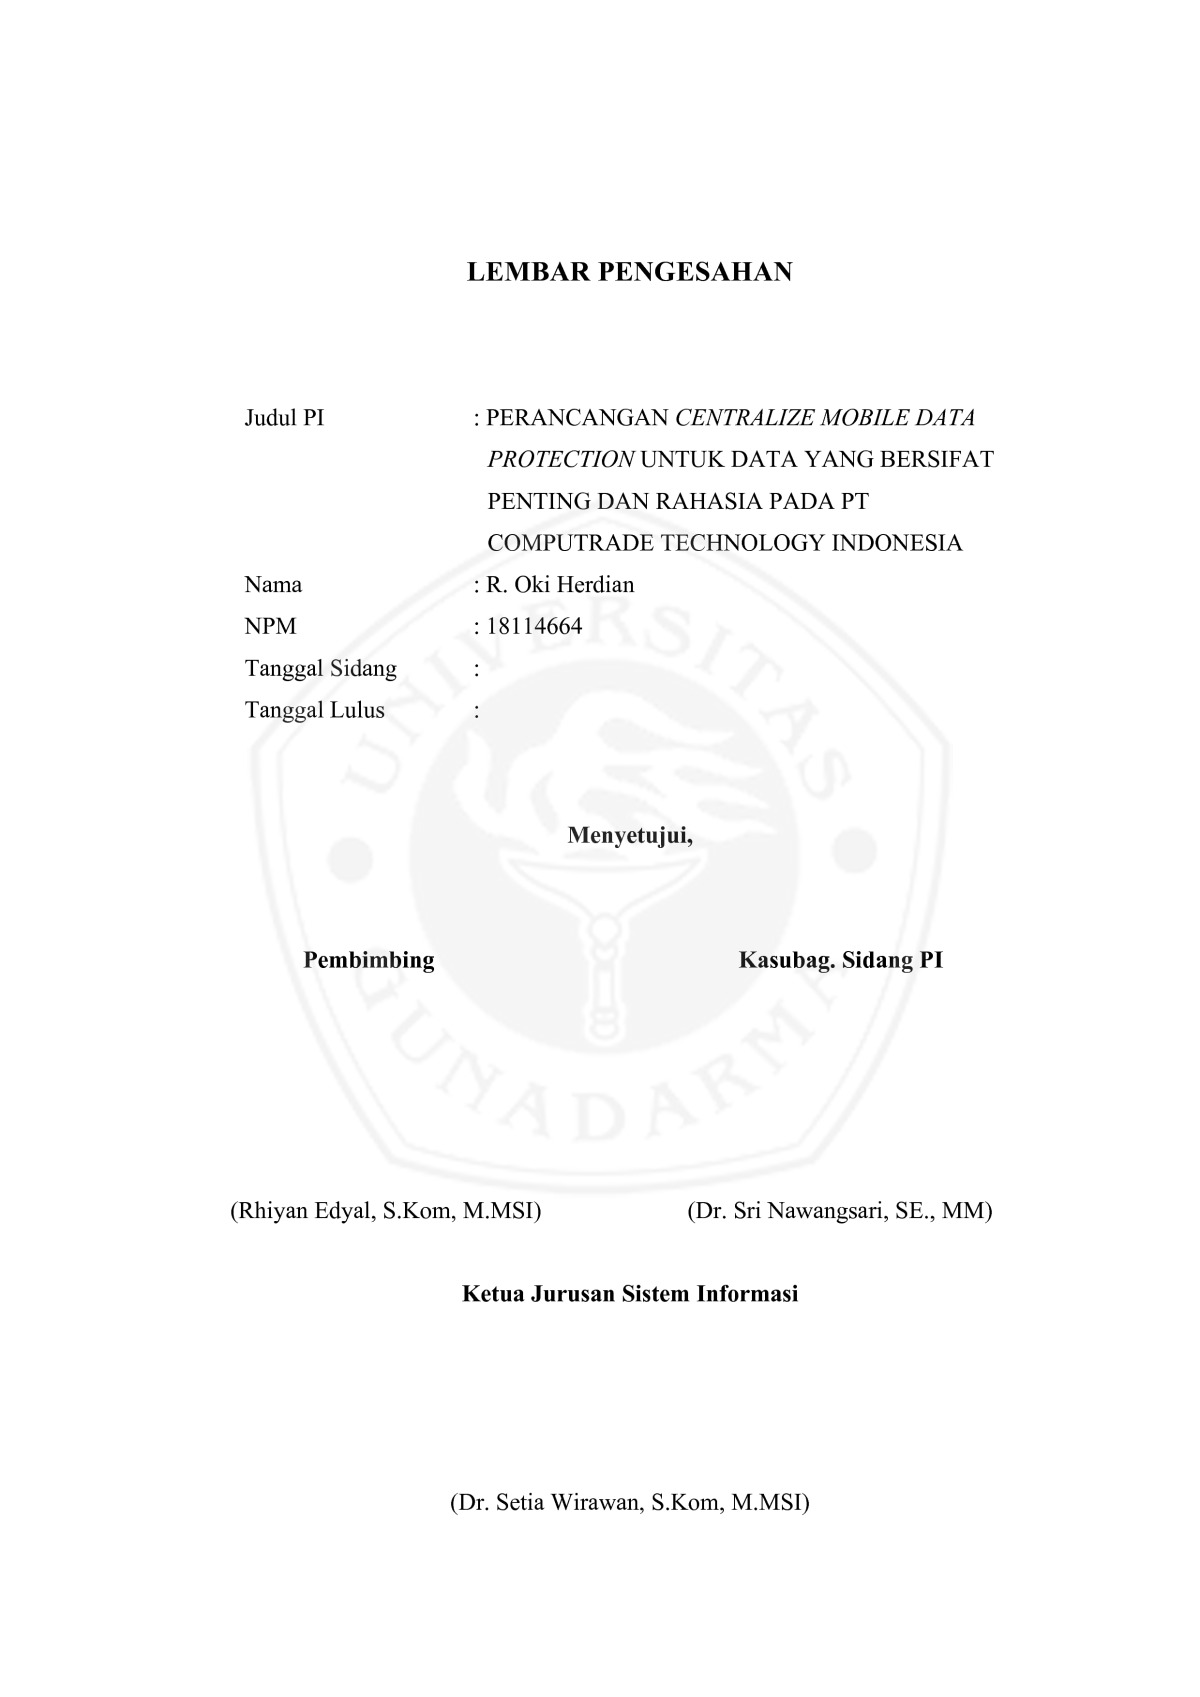 LEMBAR PENGESAHAN
Judul PI : PERANCANGAN CENTRALIZE MOBILE DATA
PROTECTION UNTUK DATA YANG BERSIFAT
PENTING DAN RAHASIA PADA PT
COMPUTRADE TECHNOLOGY INDONESIA
Nama : R. Oki Herdian
NPM : 18114664
Tanggal Sidang :
Tanggal Lulus :
UNIVERSITAS
Menyetujui,
Pembimbing Kasubag. Sidang PI
GUNADARMA
(Rhiyan Edyal, S.Kom, M.MSI) (Dr. Sri Nawangsari, SE., MM)
Ketua Jurusan Sistem Informasi
(Dr. Setia Wirawan, S.Kom, M.MSI)